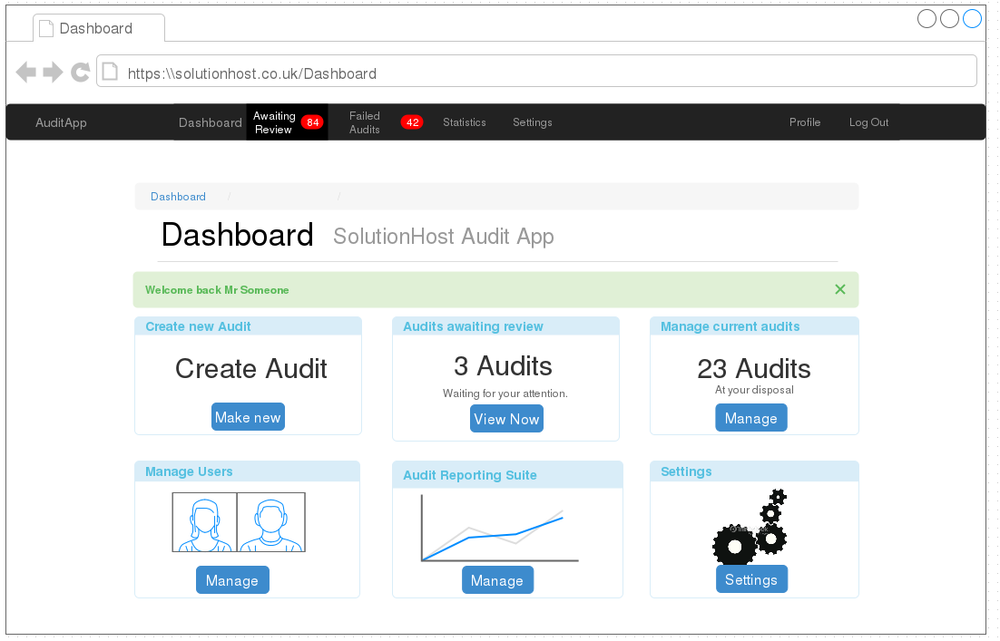 Dashboard
https:\\solutionhost.co.uk/Dashboard
AuditApp
Dashboard
Awaiting
Review
84
Failed
Audits
42
Statistics
Settings
Profile
Log Out
Dashboard / /
Dashboard SolutionHost Audit App
Welcome back Mr Someone
Create new Audit
Create Audit
Make new
Audits awaiting review
3 Audits
Waiting for your attention.
View Now
Manage current audits
23 Audits
At your disposal
Manage
Manage Users
Manage
Audit Reporting Suite
Manage
Settings
Settings